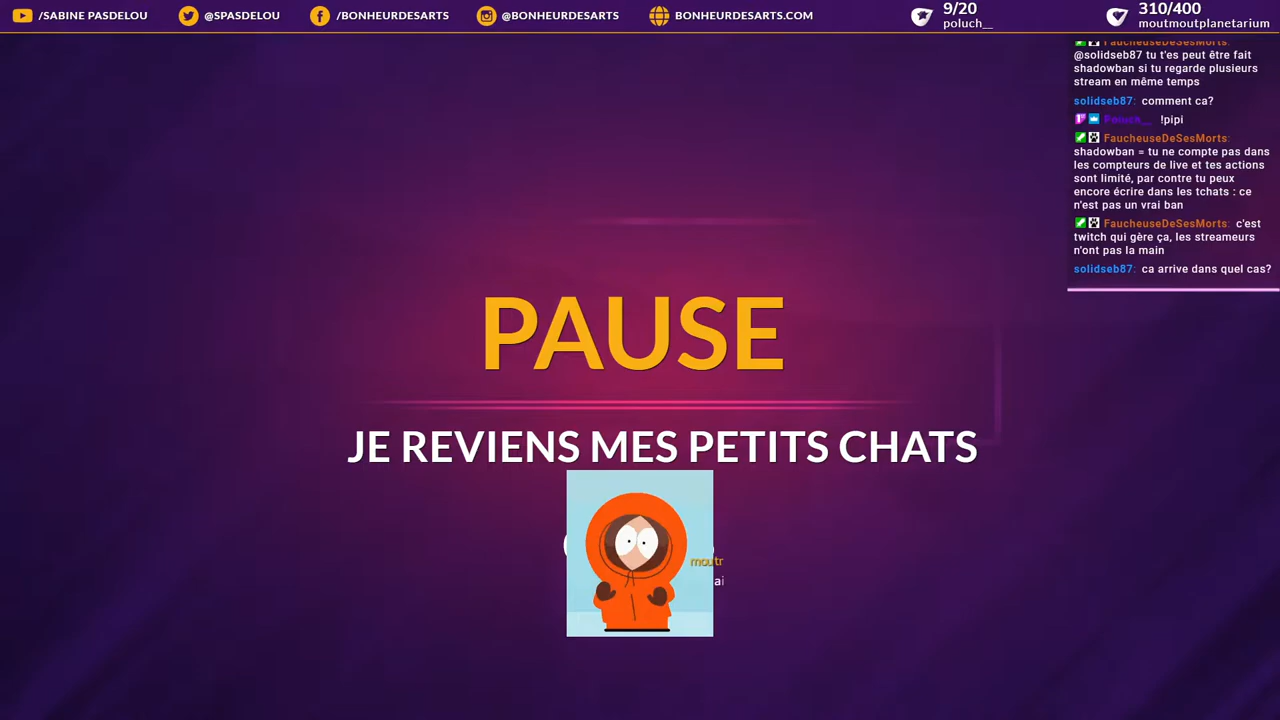 /SABINE PASDELOU
@SPASDELOU
/BONHEURDESARTS
@BONHEURDESARTS
BONHEURDESARTS.COM
9/20
poluch__
310/400
moutmoutplanetarium
FaucheuseDeSesMorts:
@solidseb87 tu t'es peut être fait
shadowban si tu regarde plusieurs
stream en même temps
solidseb87: comment ca?
Poluch__ !pipi
FaucheuseDeSesMorts:
shadowban = tu ne compte pas dans
les compteurs de live et tes actions
sont limité, par contre tu peux
encore écrire dans les tchats : ce
n'est pas un vrai ban
FaucheuseDeSesMorts: c'est
twitch qui gère ça, les streameurs
n'ont pas la main
solidseb87: ca arrive dans quel cas?
PAUSE
JE REVIENS MES PETITS CHATS
moutr
ai